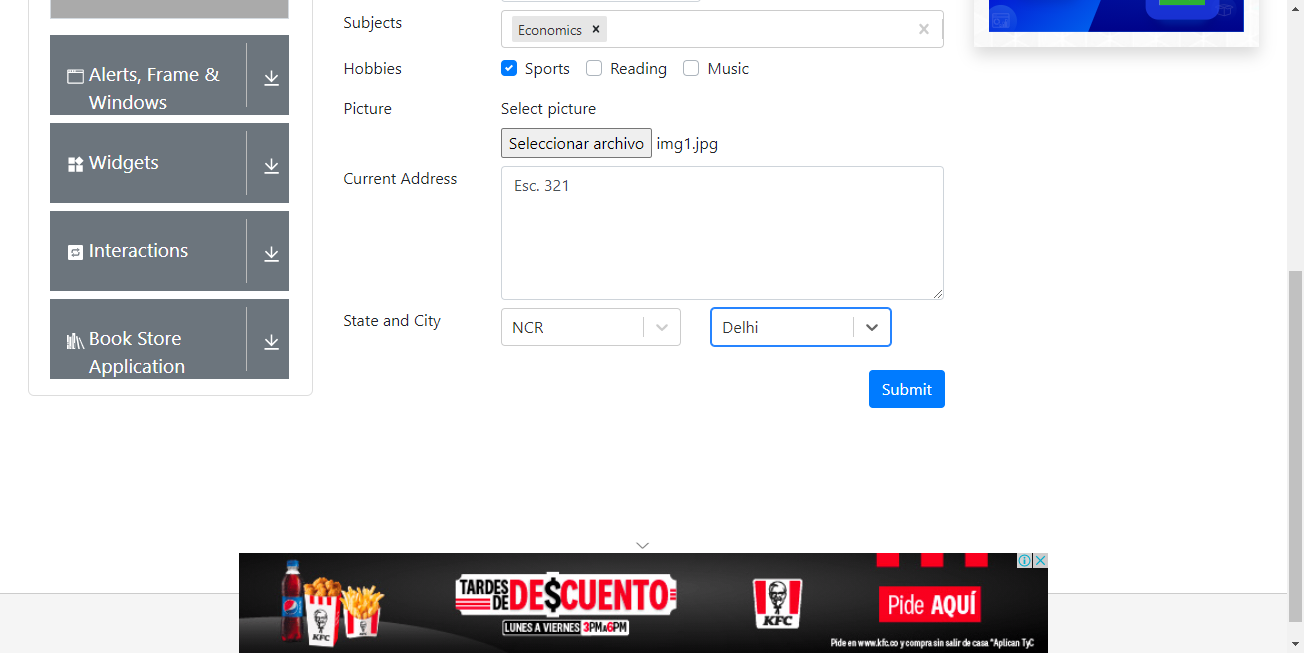 Alerts, Frame &
Windows
Widgets
Interactions
Book Store
Application
Subjects
Economics ×
Hobbies
Sports Reading Music
Picture
Select picture
Seleccionar archivo img1.jpg
Current Address
Esc. 321
State and City
NCR
Delhi
Submit
KFC
TARDES
DE DE$CUENTO
LUNES A VIERNES 3PM A 6PM
KFC
Pide AQUÍ
Pide en www.kfc.co y compra sin salir de casa *Aplican TyC